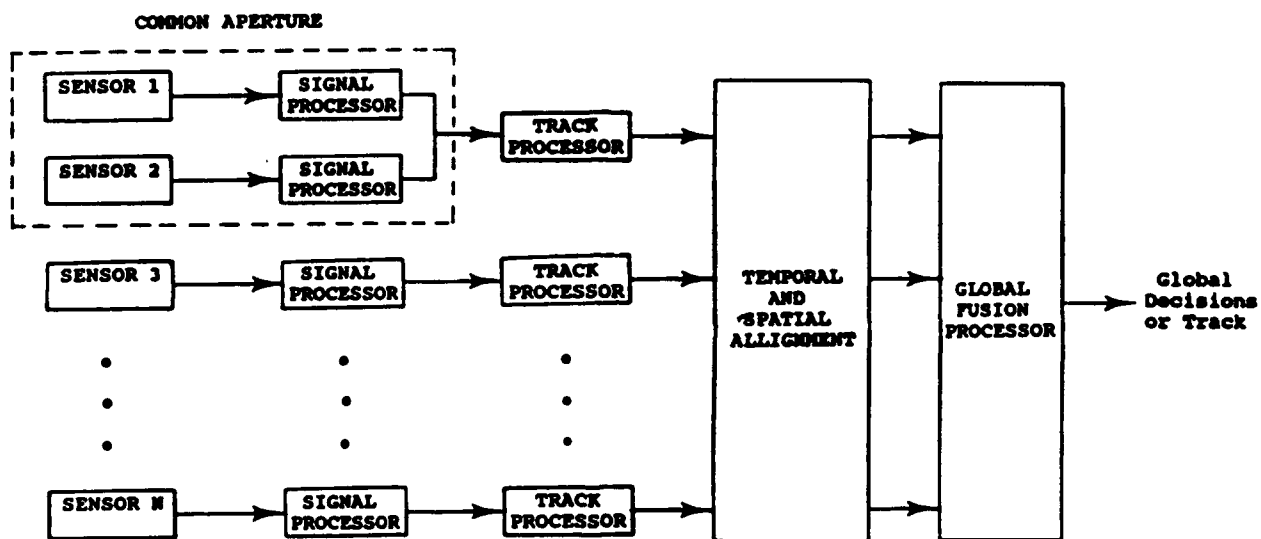 COMMON APERTURE
SENSOR 1
SIGNAL
PROCESSOR
TRACK
PROCESSOR
SENSOR 2
SIGNAL
PROCESSOR
SENSOR 3
SIGNAL
PROCESSOR
TRACK
PROCESSOR
SENSOR N
SIGNAL
PROCESSOR
TRACK
PROCESSOR
TEMPORAL
AND
SPATIAL
ALLIGNMENT
GLOBAL
FUSION
PROCESSOR
Global
Decisions
or Track